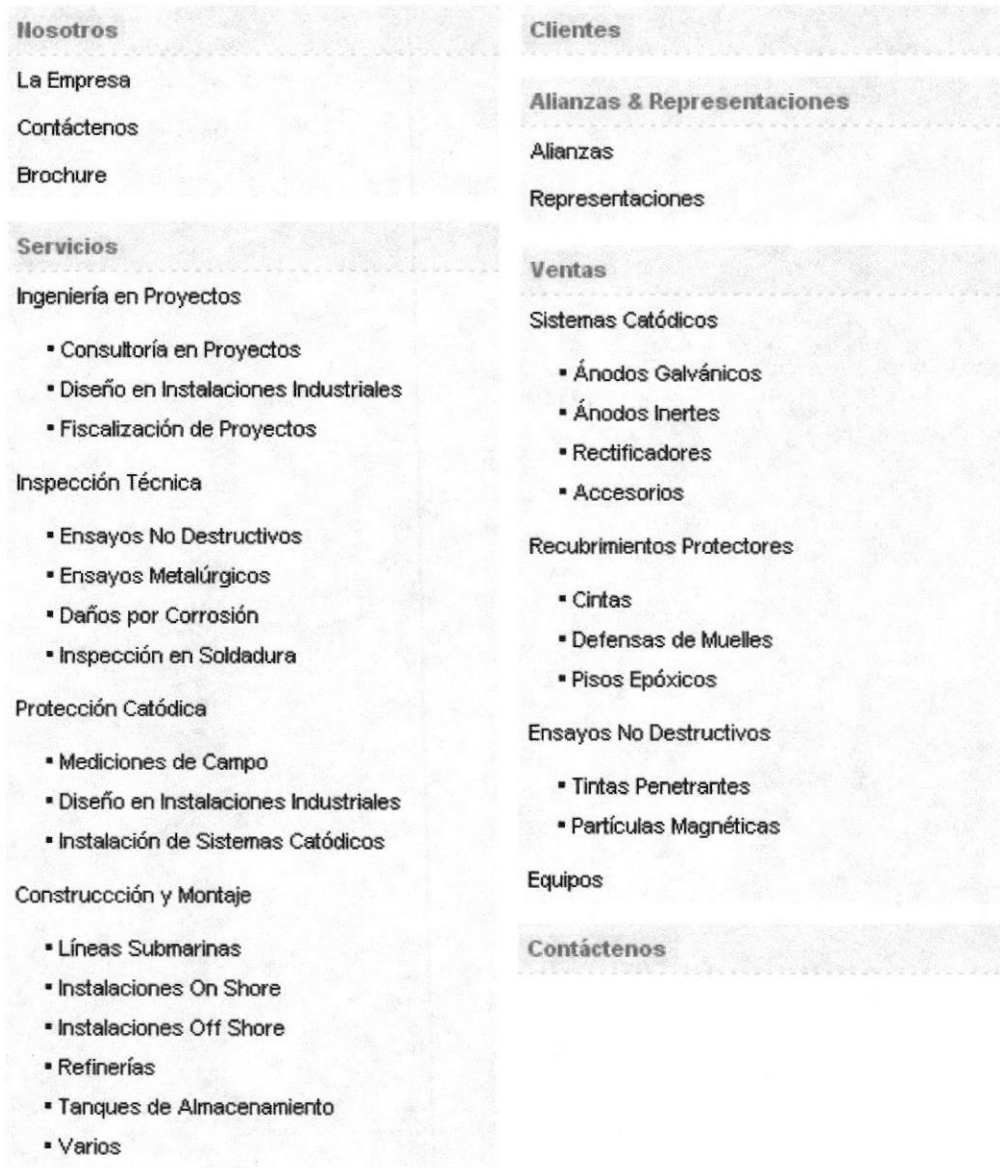 Nosotros
La Empresa
Contáctenos
Brochure
Servicios
Ingeniería en Proyectos
▪ Consultoría en Proyectos
▪ Diseño en Instalaciones Industriales
▪ Fiscalización de Proyectos
Inspección Técnica
▪ Ensayos No Destructivos
▪ Ensayos Metalúrgicos
▪ Daños por Corrosión
▪ Inspección en Soldadura
Protección Catódica
▪ Mediciones de Campo
▪ Diseño en Instalaciones Industriales
▪ Instalación de Sistemas Catódicos
Construccción y Montaje
▪ Líneas Submarinas
▪ Instalaciones On Shore
▪ Instalaciones Off Shore
▪ Refinerías
▪ Tanques de Almacenamiento
▪ Varios
Clientes
Alianzas & Representaciones
Alianzas
Representaciones
Ventas
Sistemas Catódicos
▪ Ánodos Galvánicos
▪ Ánodos Inertes
▪ Rectificadores
▪ Accesorios
Recubrimientos Protectores
▪ Cintas
▪ Defensas de Muelles
▪ Pisos Epóxicos
Ensayos No Destructivos
▪ Tintas Penetrantes
▪ Partículas Magnéticas
Equipos
Contáctenos